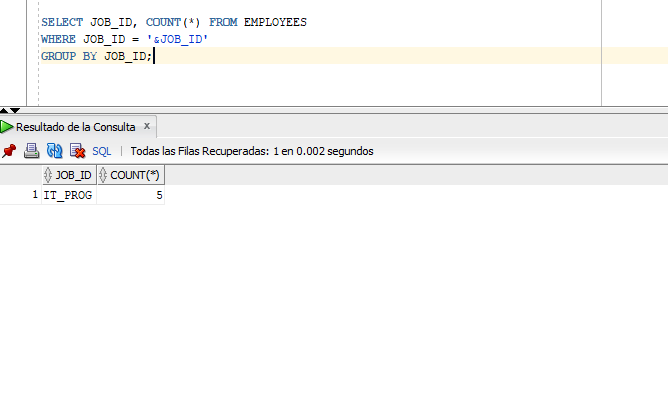 SELECT JOB_ID, COUNT(*) FROM EMPLOYEES
WHERE JOB_ID = '&JOB_ID'
GROUP BY JOB_ID;
Resultado de la Consulta x
SQL | Todas las Filas Recuperadas: 1 en 0.002 segundos
JOB_ID COUNT(*)
1 IT_PROG 5